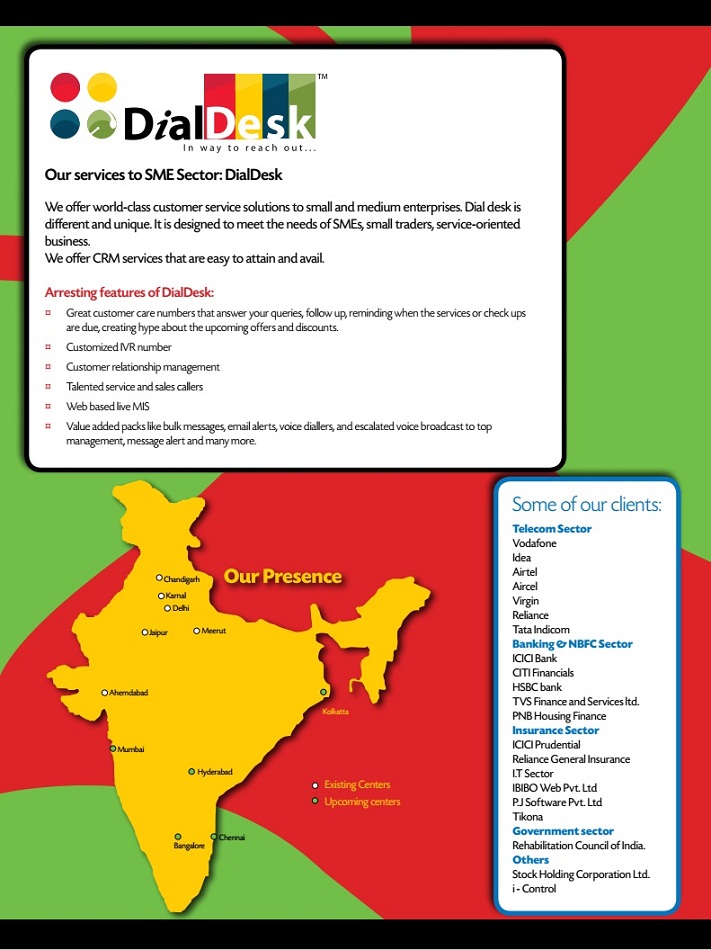 DialDesk TM
In way to reach out...
Our services to SME Sector: DialDesk
We offer world-class customer service solutions to small and medium enterprises. Dial desk is
different and unique. It is designed to meet the needs of SMEs, small traders, service-oriented
business.
We offer CRM services that are easy to attain and avail.
Arresting features of DialDesk:
¤ Great customer care numbers that answer your queries, follow up, reminding when the services or check ups
are due, creating hype about the upcoming offers and discounts.
¤ Customized IVR number
¤ Customer relationship management
¤ Talented service and sales callers
¤ Web based live MIS
¤ Value added packs like bulk messages, email alerts, voice diallers, and escalated voice broadcast to top
management, message alert and many more.
Our Presence
Chandigarh
Karnal
Delhi
Jaipur
Meerut
Ahemdabad
Kolkatta
Mumbai
Hyderabad
Bangalore
Chennai
Existing Centers
Upcoming centers
Some of our clients:
Telecom Sector
Vodafone
Idea
Airtel
Aircel
Virgin
Reliance
Tata Indicom
Banking & NBFC Sector
ICICI Bank
CITI Financials
HSBC bank
TVS Finance and Services ltd.
PNB Housing Finance
Insurance Sector
ICICI Prudential
Reliance General Insurance
I.T Sector
IBIBO Web Pvt. Ltd
P.J Software Pvt. Ltd
Tikona
Government sector
Rehabilitation Council of India.
Others
Stock Holding Corporation Ltd.
i - Control